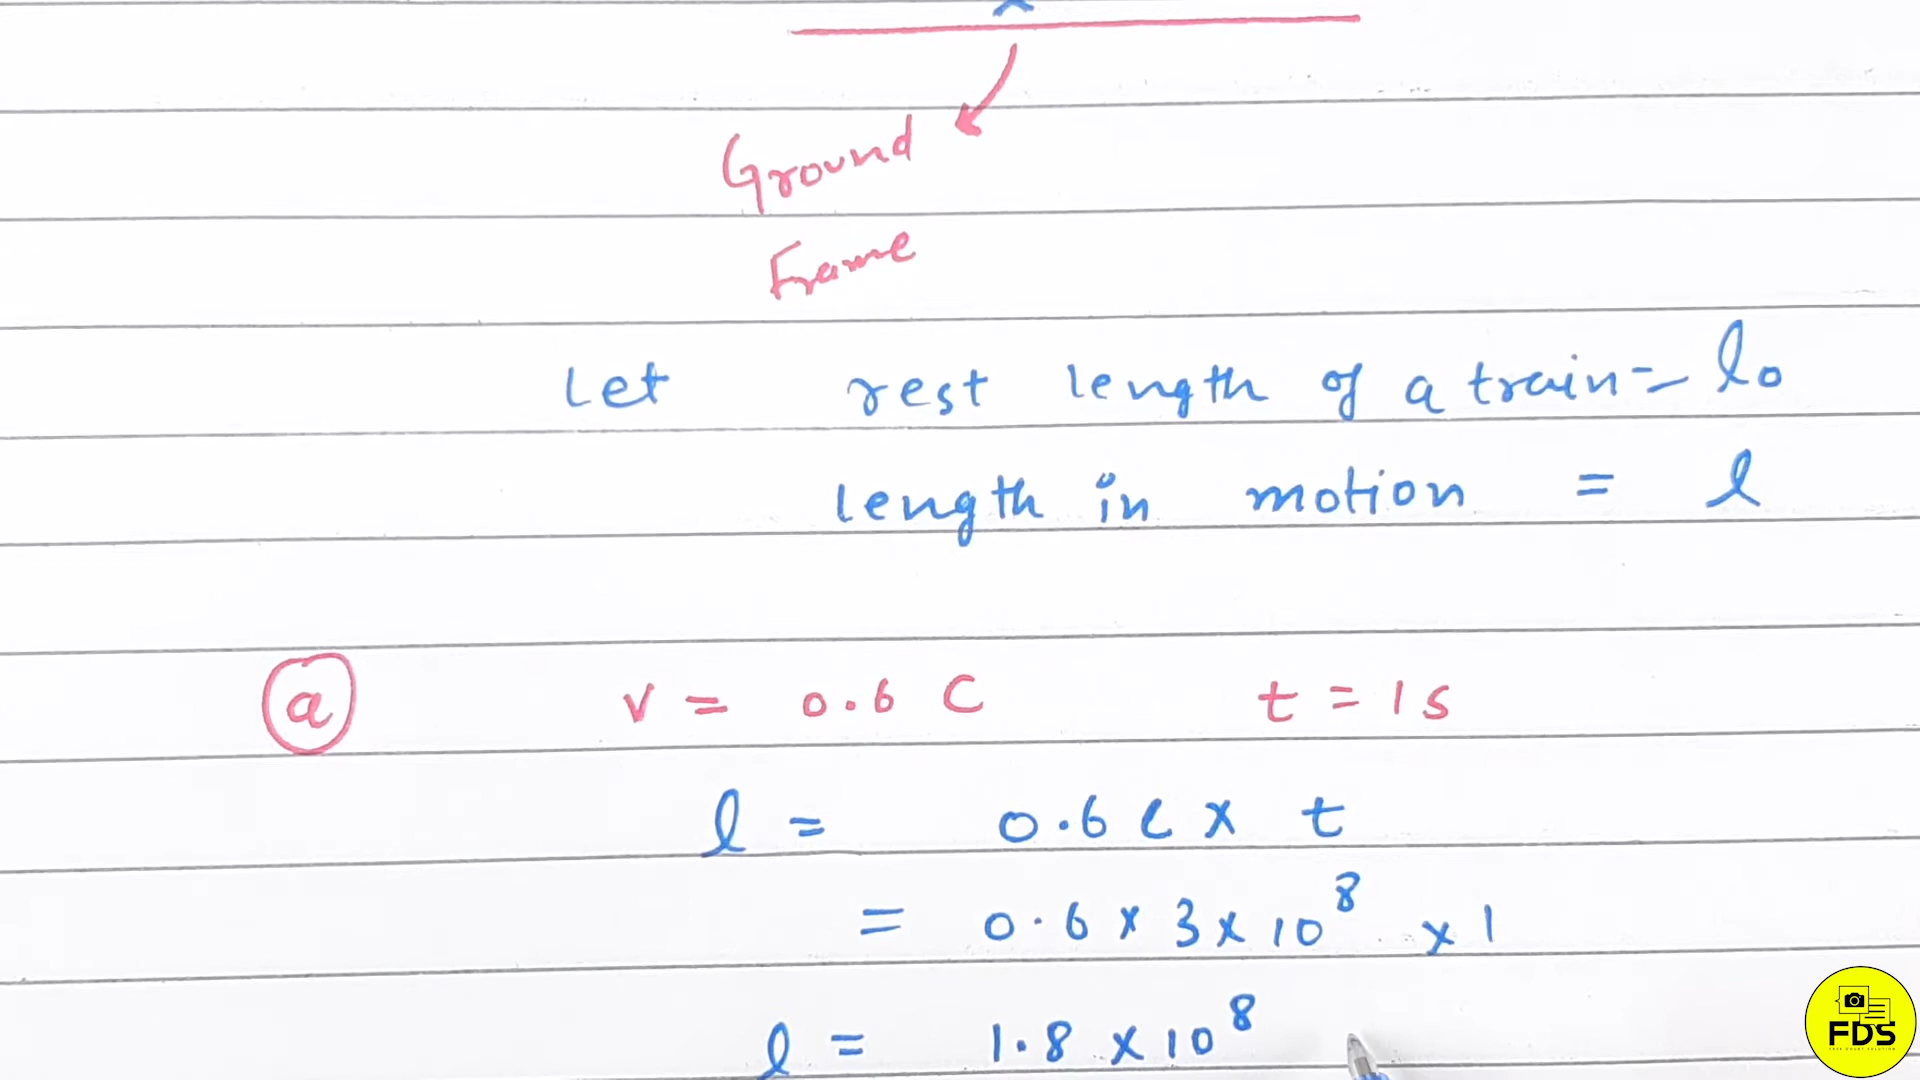 Ground
Frame
Let rest length of a train = l₀
length in motion = l
(a) v = 0.6 C t = 1 s
l = 0.6 c x t
= 0.6 x 3 x 10⁸ x 1
l = 1.8 x 10⁸
FDS